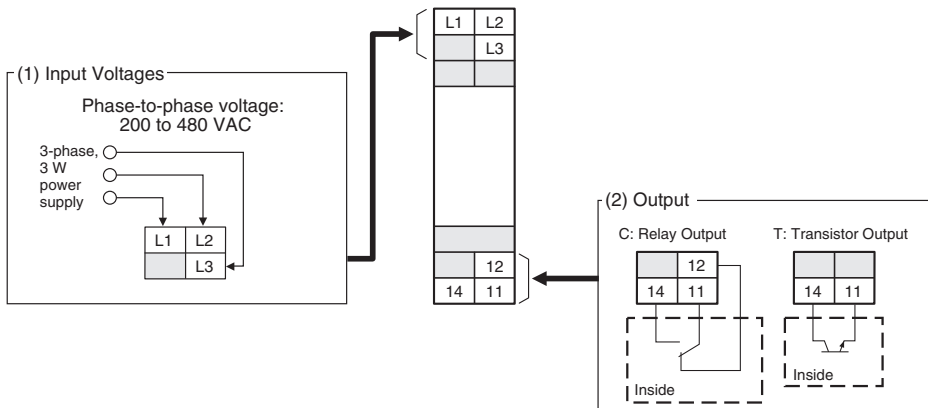 L1 L2
L3
(1) Input Voltages
Phase-to-phase voltage:
200 to 480 VAC
3-phase,
3 W
power
supply
L1 L2
L3
12
14 11
(2) Output
C: Relay Output
12
14 11
Inside
T: Transistor Output
14 11
Inside